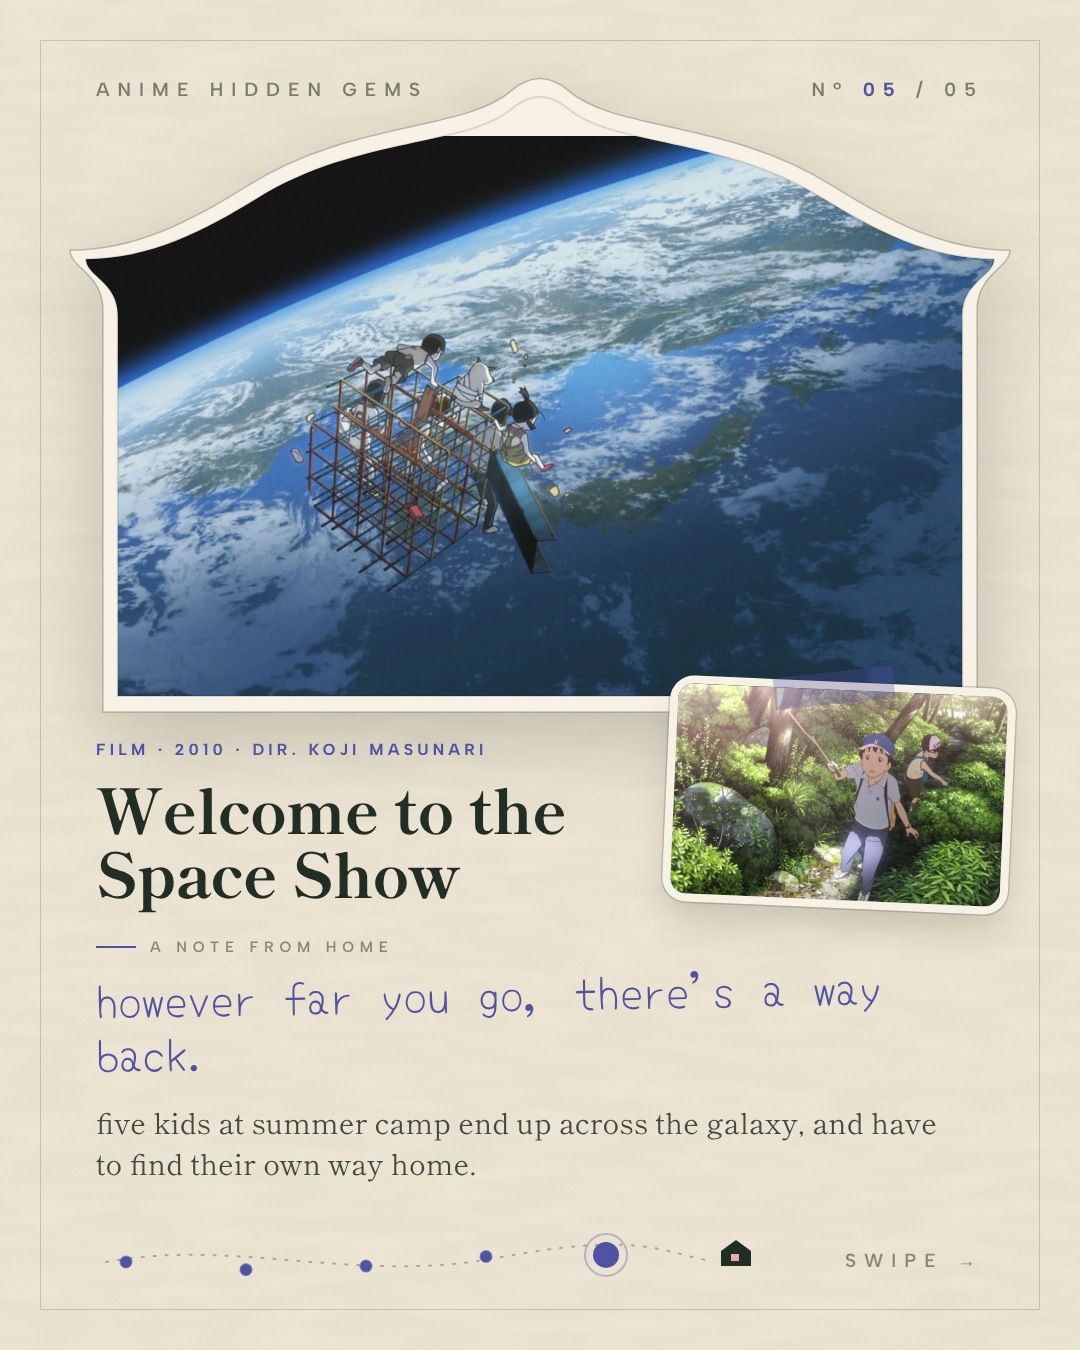 ANIME HIDDEN GEMS
Nº 05 / 05
FILM · 2010 · DIR. KOJI MASUNARI
Welcome to the
Space Show
A NOTE FROM HOME
however far you go, there's a way
back.
five kids at summer camp end up across the galaxy, and have
to find their own way home.
SWIPE →